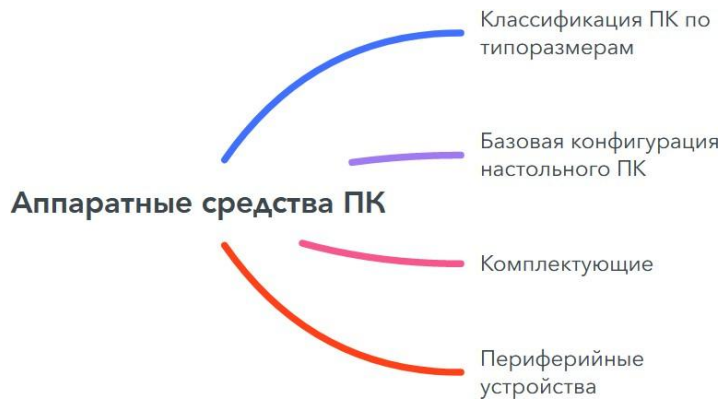 Классификация ПК по
типоразмерам
Базовая конфигурация
настольного ПК
Аппаратные средства ПК
Комплектующие
Периферийные
устройства